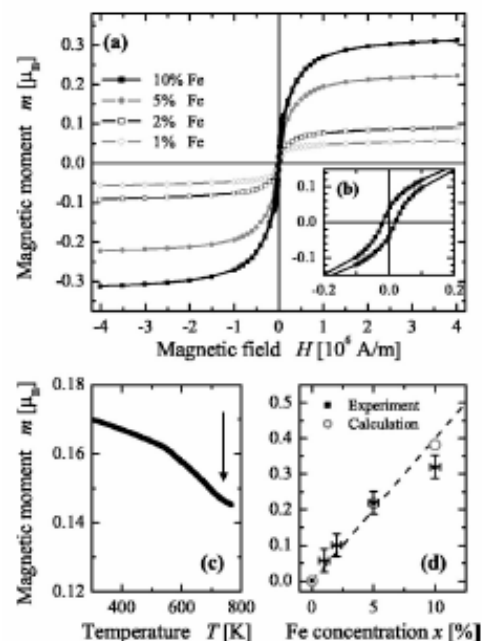 (a)
10% Fe
5% Fe
2% Fe
1% Fe
0.3
0.2
0.1
0.0
-0.1
-0.2
-0.3
Magnetic moment m [μB]
(b)
0.1
0.0
-0.1
-0.2 0.0 0.2
-4 -3 -2 -1 0 1 2 3 4
Magnetic field H [10⁶ A/m]
0.18
0.16
0.14
0.12
Magnetic moment m [μB]
(c)
400 600 800
Temperature T [K]
0.5
0.4
0.3
0.2
0.1
0.0
Experiment
Calculation
(d)
0 5 10
Fe concentration x [%]